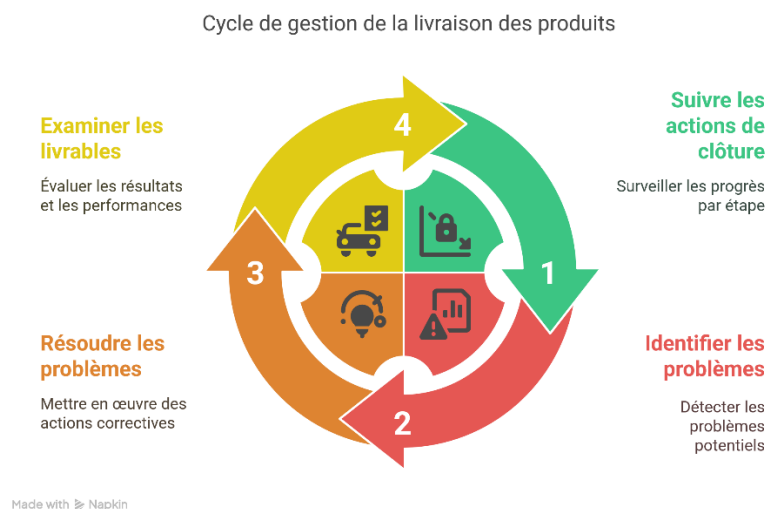 Cycle de gestion de la livraison des produits
4
Examiner les
livrables
Évaluer les résultats
et les performances
Suivre les
actions de
clôture
Surveiller les progrès
par étape
3
1
Résoudre les
problèmes
Mettre en œuvre des
actions correctives
Identifier les
problèmes
Détecter les
problèmes
potentiels
2
Made with Napkin